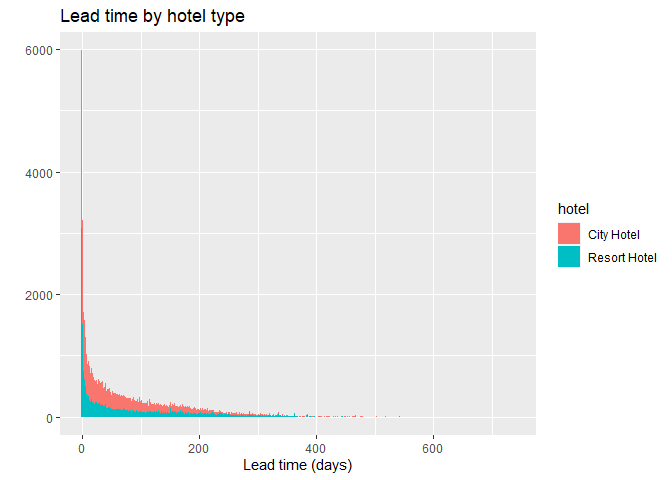 Lead time by hotel type
6000
4000
2000
0
0 200 400 600
Lead time (days)
hotel
City Hotel
Resort Hotel